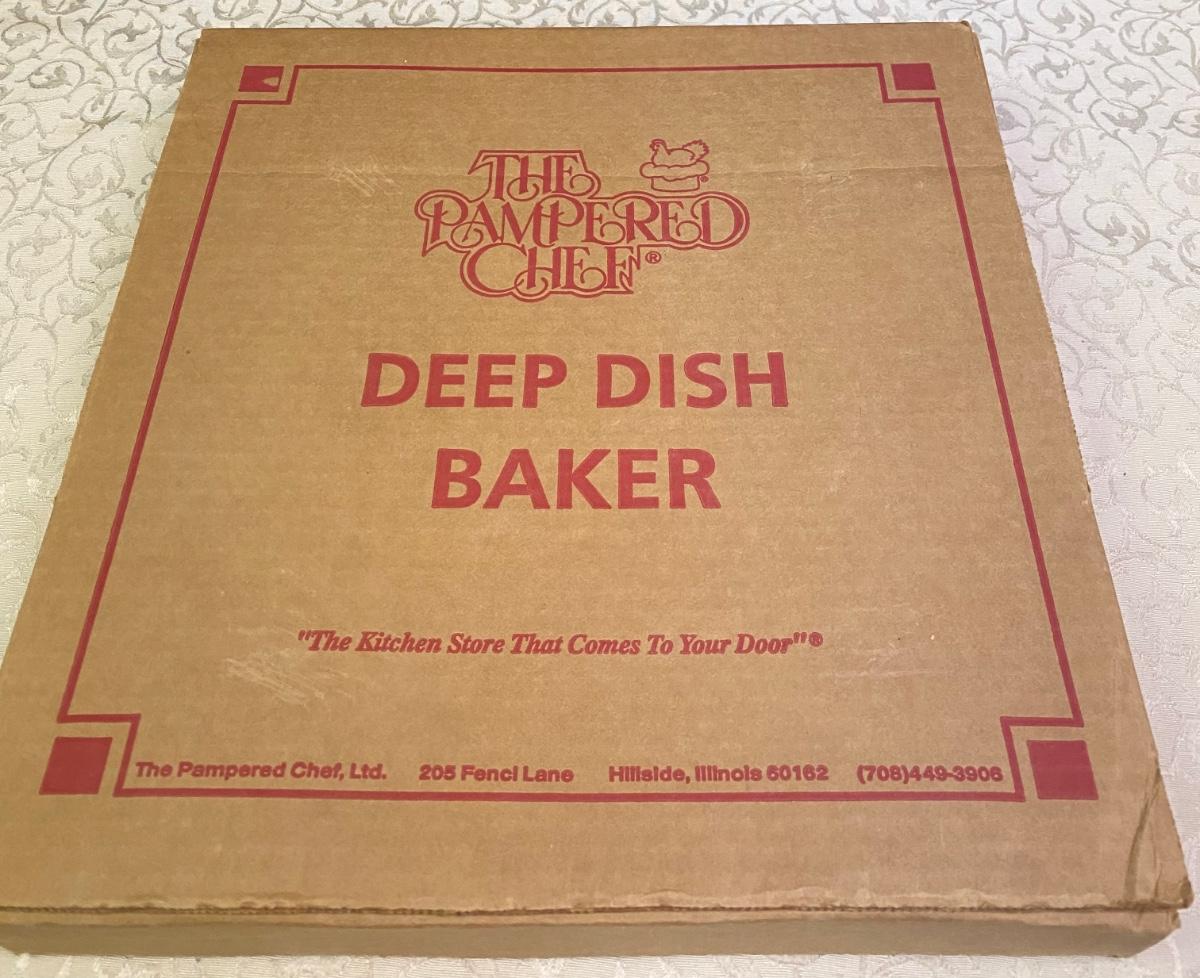 THE
PAMPERED
CHEF®
DEEP DISH
BAKER
"The Kitchen Store That Comes To Your Door"®
The Pampered Chef, Ltd. 205 Fencl Lane Hillside, Illinois 60162 (708)449-3906